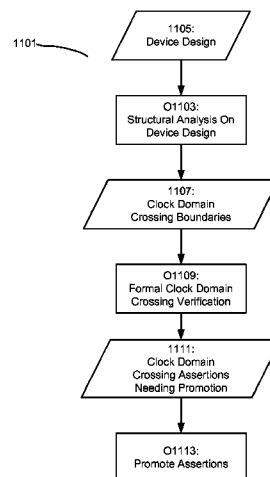 1105:
Device Design
1101
O1103:
Structural Analysis On
Device Design
1107:
Clock Domain
Crossing Boundaries
O1109:
Formal Clock Domain
Crossing Verification
1111:
Clock Domain
Crossing Assertions
Needing Promotion
O1113:
Promote Assertions